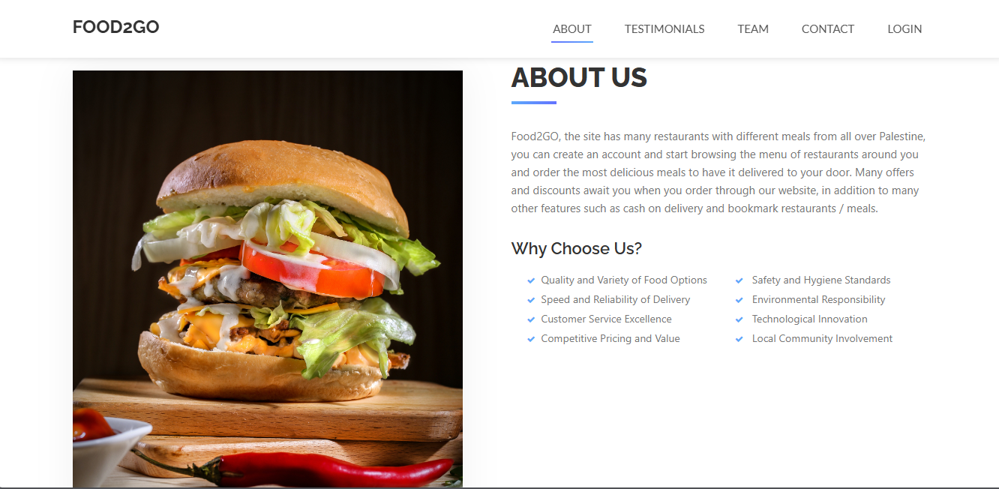 FOOD2GO
ABOUT
TESTIMONIALS
TEAM
CONTACT
LOGIN
ABOUT US
Food2GO, the site has many restaurants with different meals from all over Palestine,
you can create an account and start browsing the menu of restaurants around you
and order the most delicious meals to have it delivered to your door. Many offers
and discounts await you when you order through our website, in addition to many
other features such as cash on delivery and bookmark restaurants / meals.
Why Choose Us?
Quality and Variety of Food Options
Speed and Reliability of Delivery
Customer Service Excellence
Competitive Pricing and Value
Safety and Hygiene Standards
Environmental Responsibility
Technological Innovation
Local Community Involvement